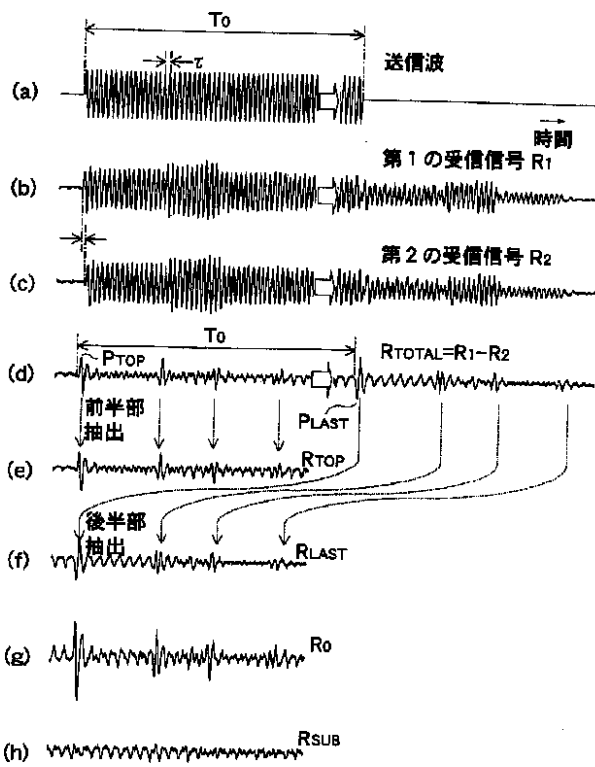 T0
τ
送信波
(a)
時間
第1の受信信号 R1
(b)
第2の受信信号 R2
(c)
T0
PTOP
RTOTAL=R1-R2
(d)
前半部
抽出
PLAST
RTOP
(e)
後半部
抽出
RLAST
(f)
R0
(g)
RSUB
(h)